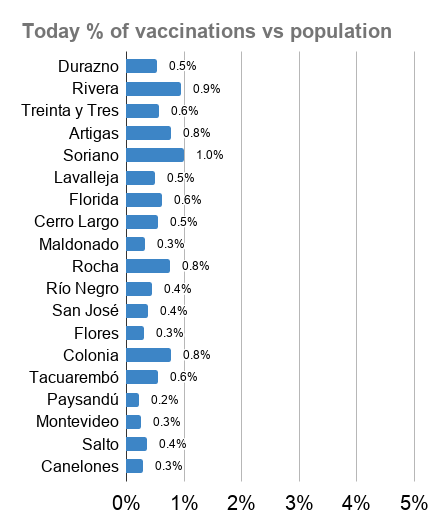 Today % of vaccinations vs population
Durazno 0.5%
Rivera 0.9%
Treinta y Tres 0.6%
Artigas 0.8%
Soriano 1.0%
Lavalleja 0.5%
Florida 0.6%
Cerro Largo 0.5%
Maldonado 0.3%
Rocha 0.8%
Río Negro 0.4%
San José 0.4%
Flores 0.3%
Colonia 0.8%
Tacuarembó 0.6%
Paysandú 0.2%
Montevideo 0.3%
Salto 0.4%
Canelones 0.3%
0% 1% 2% 3% 4% 5%